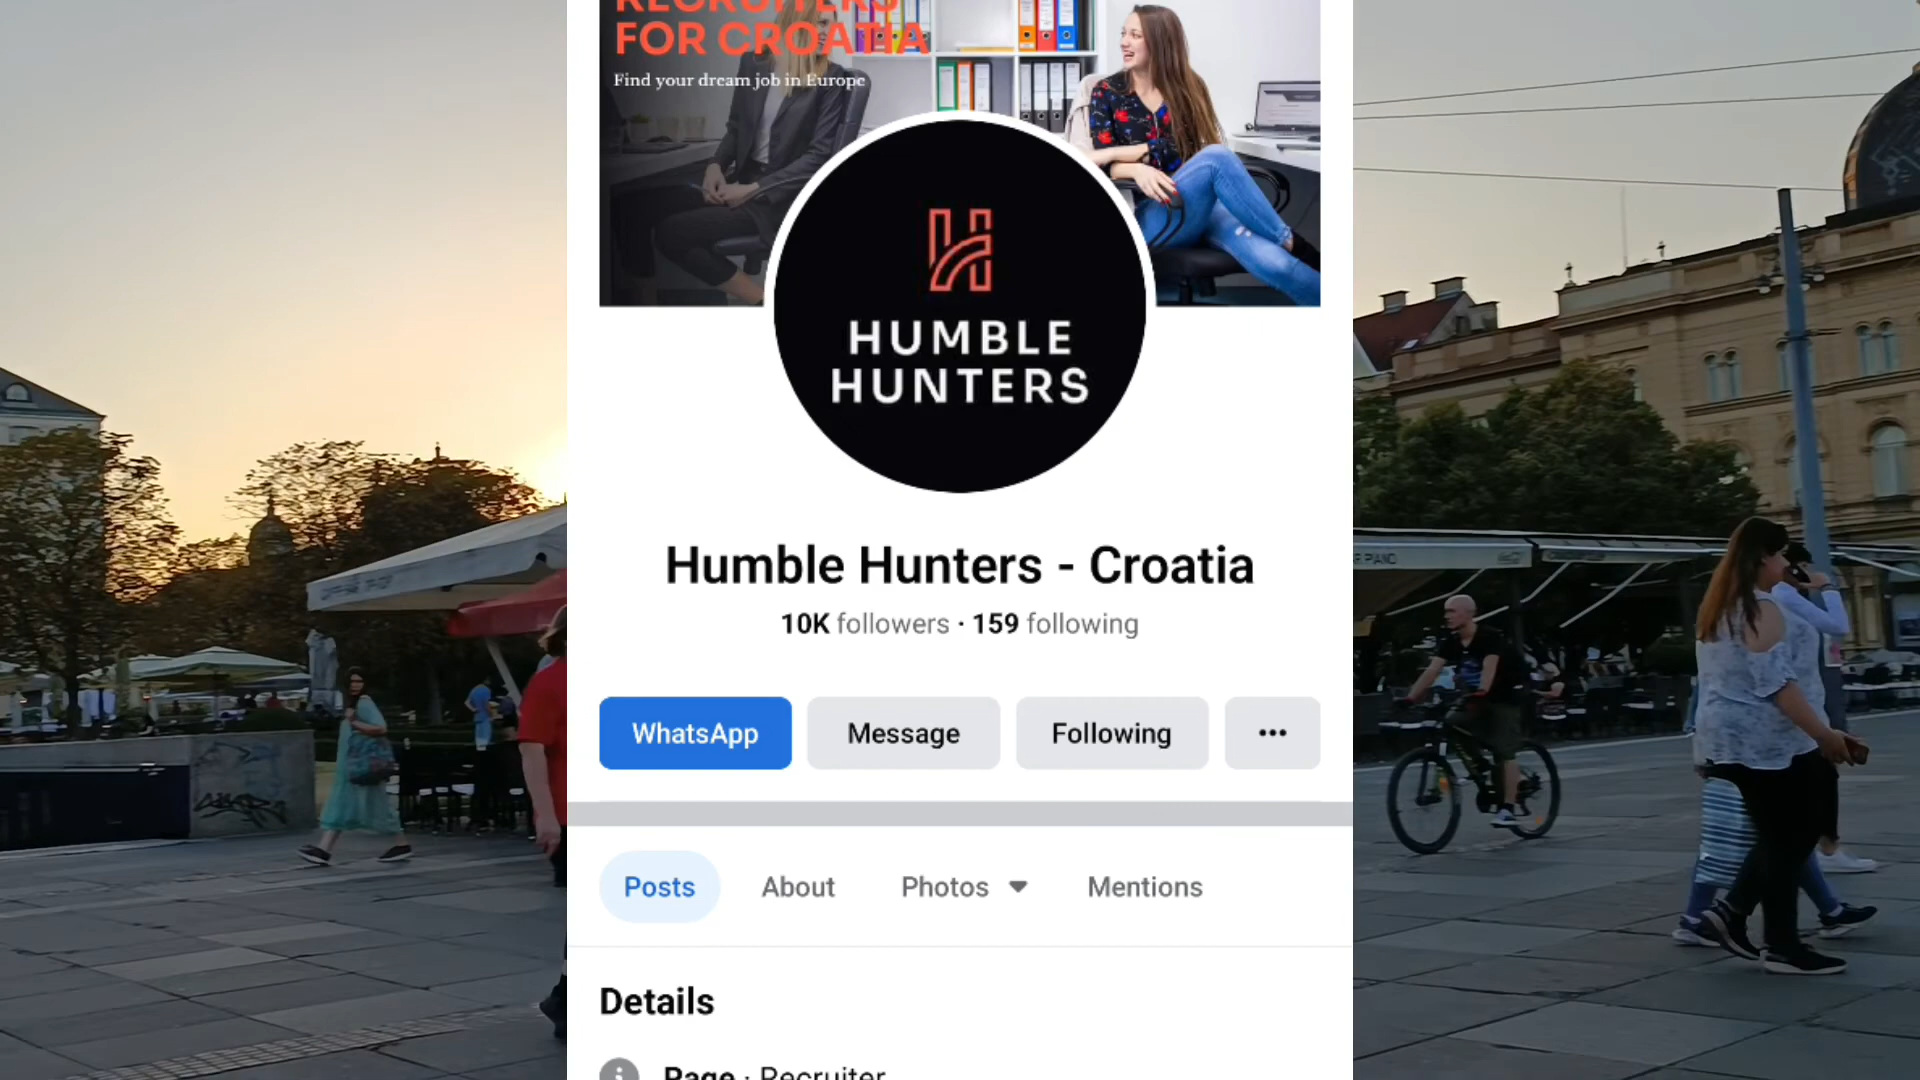 RECRUITERS
FOR CROATIA
Find your dream job in Europe
HUMBLE
HUNTERS
Humble Hunters - Croatia
10K followers · 159 following
WhatsApp
Message
Following
Posts
About
Photos
Mentions
Details
Page · Recruiter